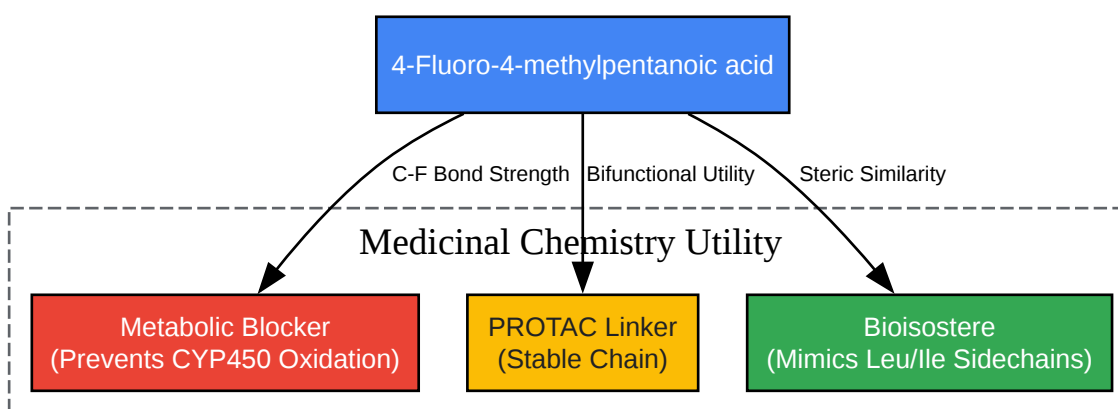 4-Fluoro-4-methylpentanoic acid
C-F Bond Strength
Bifunctional Utility
Steric Similarity
Medicinal Chemistry Utility
Metabolic Blocker
(Prevents CYP450 Oxidation)
PROTAC Linker
(Stable Chain)
Bioisostere
(Mimics Leu/Ile Sidechains)